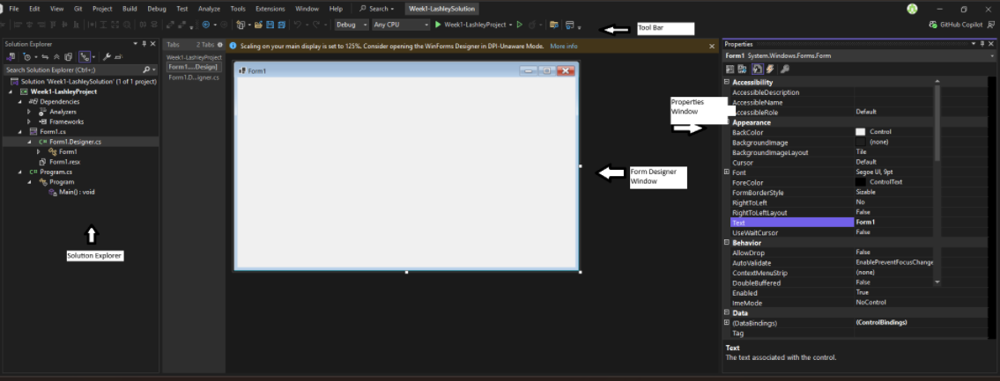 File Edit View Git Project Build Debug Test Analyze Tools Extensions Window Help Search Week1-LashleySolution
Debug Any CPU Week1-LashleyProject GitHub Copilot
Tool Bar
Solution Explorer
Search Solution Explorer (Ctrl+;)
Solution 'Week1-LashleySolution' (1 of 1 project)
Week1-LashleyProject
Dependencies
Analyzers
Frameworks
Form1.cs
C# Form1.Designer.cs
Form1
Form1.resx
C# Program.cs
Program
Main() : void
Solution Explorer
Tabs 2 Tabs
Week1-LashleyProject
Form1....Design]
Form1.D...igner.cs
Scaling on your main display is set to 125%. Consider opening the WinForms Designer in DPI-Unaware Mode. More info
Form1
Form Designer
Window
Properties
Window
Properties
Form1 System.Windows.Forms.Form
Accessibility
AccessibleDescription
AccessibleName
AccessibleRole Default
Appearance
BackColor Control
BackgroundImage (none)
BackgroundImageLayout Tile
Cursor Default
Font Segoe UI, 9pt
ForeColor ControlText
FormBorderStyle Sizable
RightToLeft No
RightToLeftLayout False
Text Form1
UseWaitCursor False
Behavior
AllowDrop False
AutoValidate EnablePreventFocusChange
ContextMenuStrip (none)
DoubleBuffered False
Enabled True
ImeMode NoControl
Data
(DataBindings) (ControlBindings)
Tag
Text
The text associated with the control.